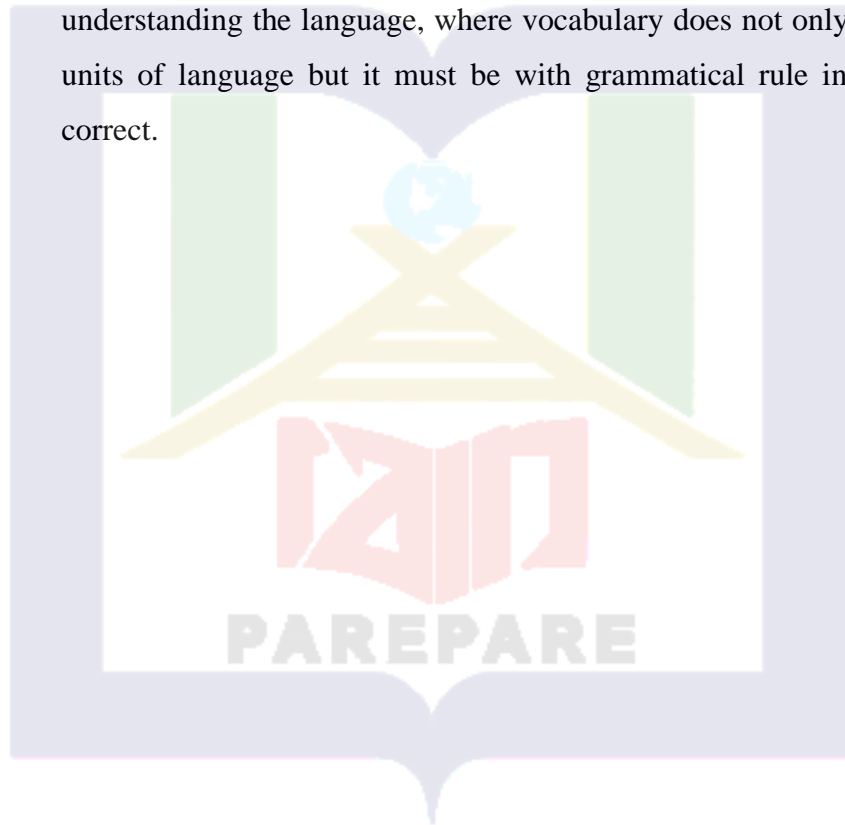 understanding the language, where vocabulary does not only
units of language but it must be with grammatical rule in
correct.
iain
PAREPARE